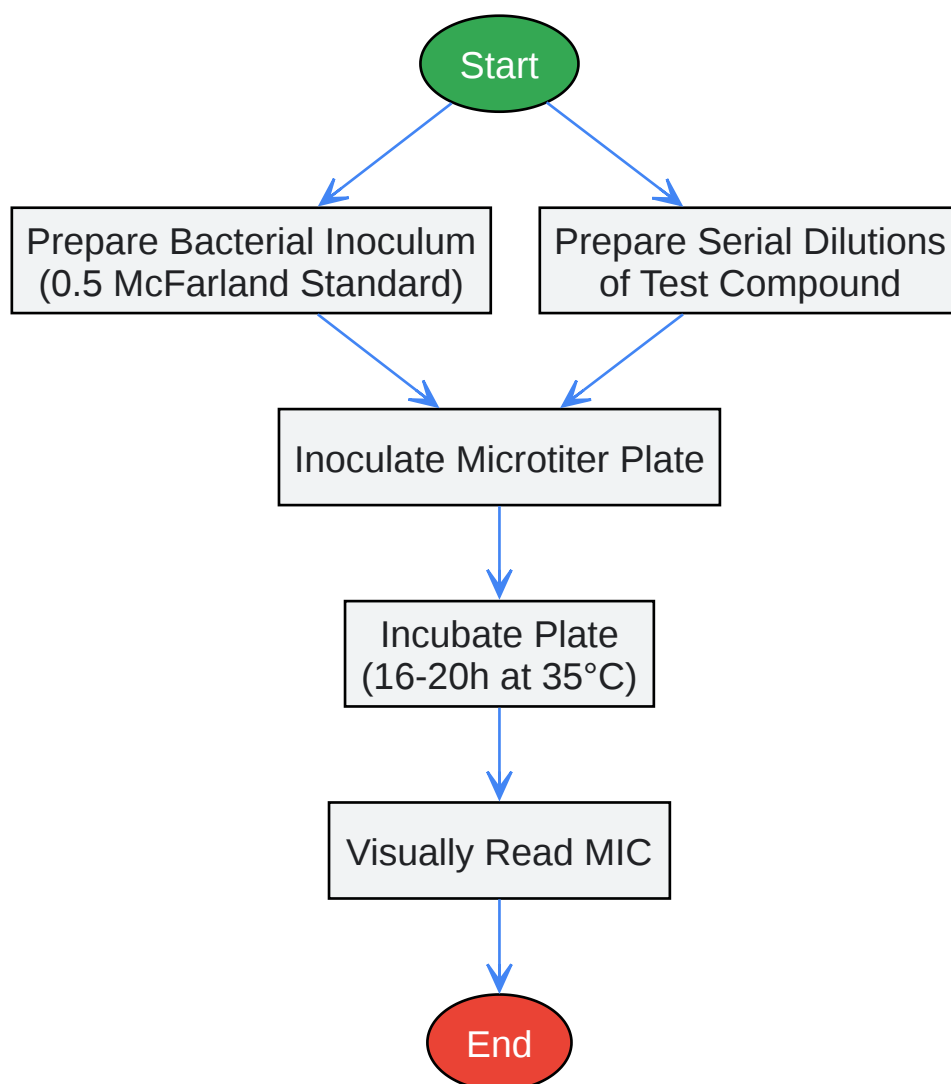 Start
Prepare Bacterial Inoculum
(0.5 McFarland Standard)
Prepare Serial Dilutions
of Test Compound
Inoculate Microtiter Plate
Incubate Plate
(16-20h at 35°C)
Visually Read MIC
End